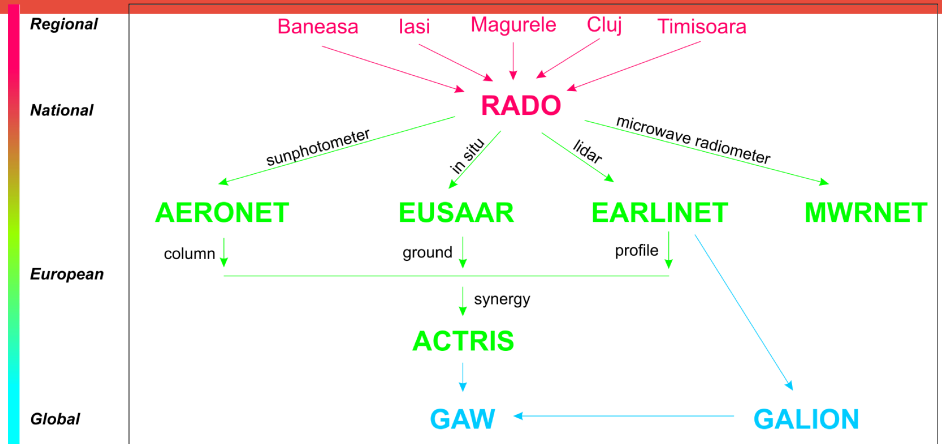 Regional
Baneasa Iasi Magurele Cluj Timisoara
National
RADO
sunphotometer in situ lidar microwave radiometer
AERONET EUSAAR EARLINET MWRNET
column ground profile
European
synergy
ACTRIS
Global
GAW GALION